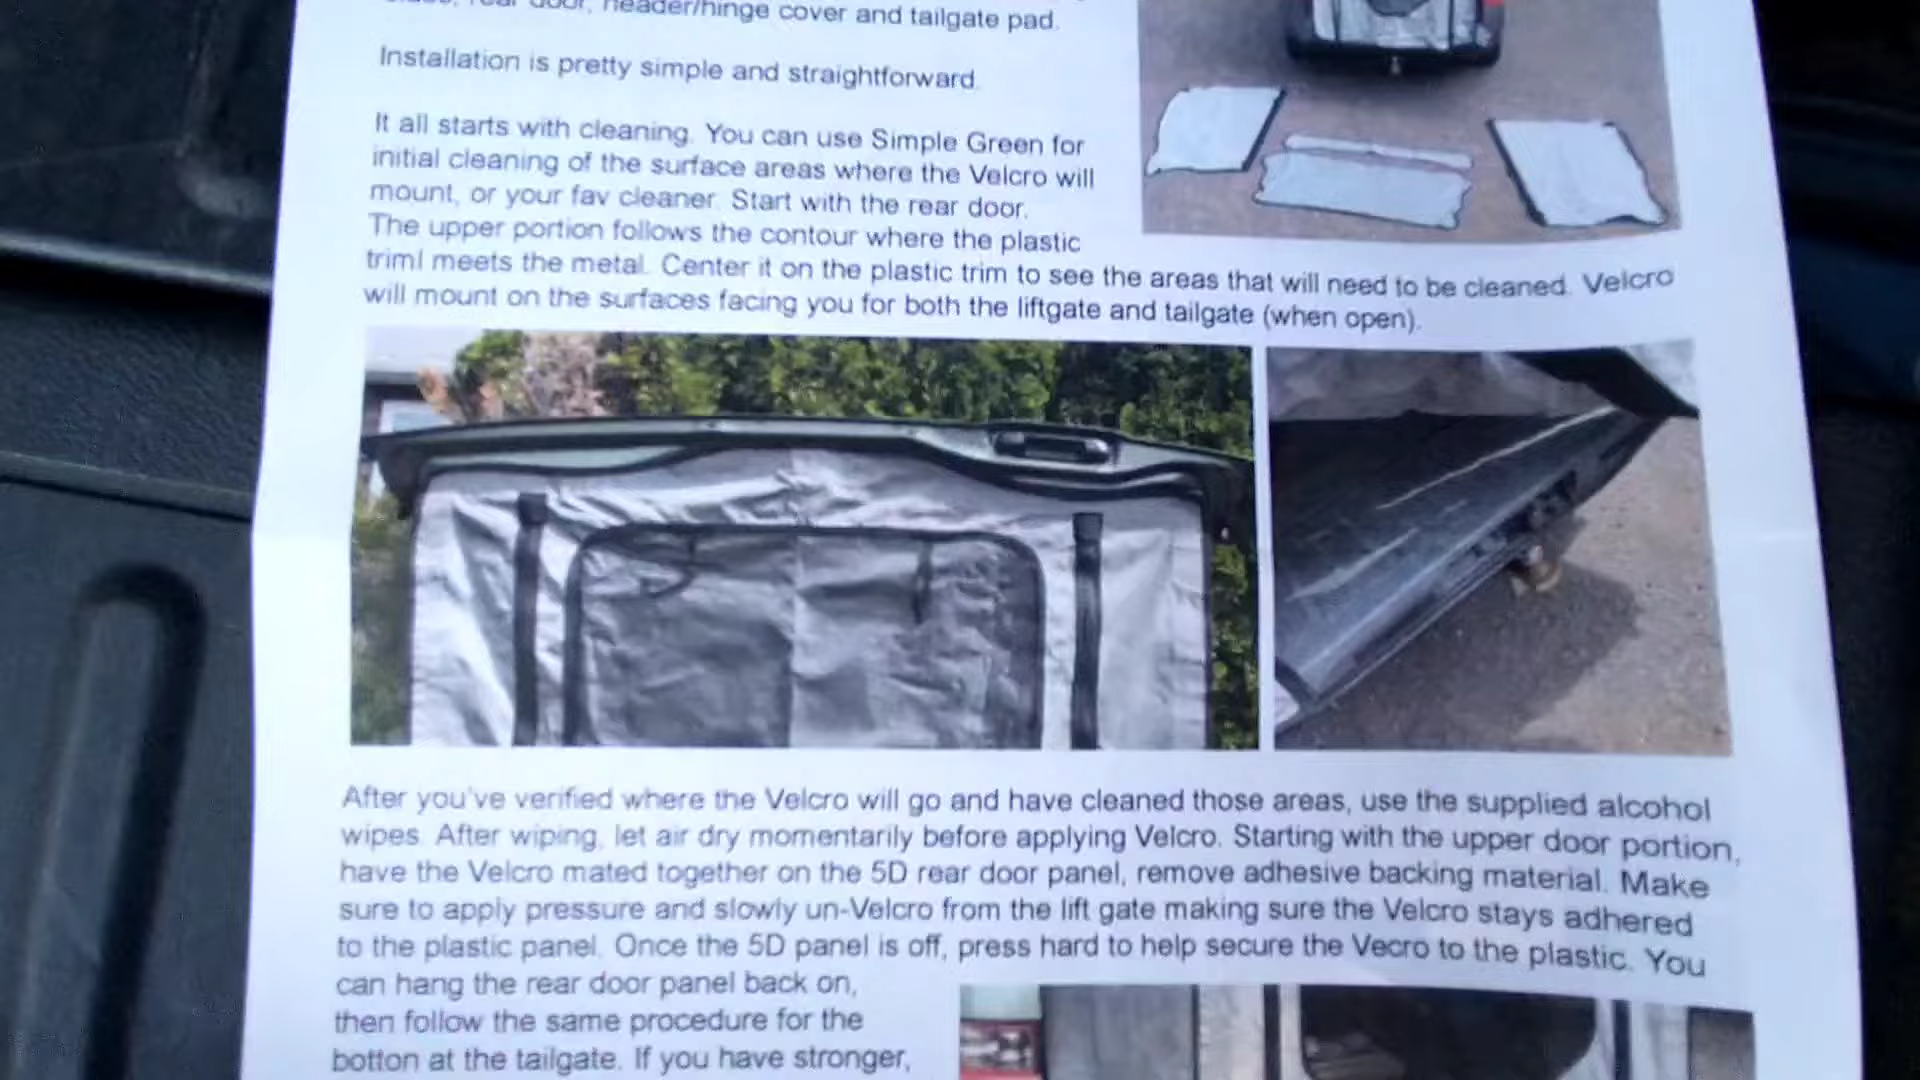 rear door, header/hinge cover and tailgate pad.
Installation is pretty simple and straightforward.
It all starts with cleaning. You can use Simple Green for
initial cleaning of the surface areas where the Velcro will
mount, or your fav cleaner. Start with the rear door.
The upper portion follows the contour where the plastic
triml meets the metal. Center it on the plastic trim to see the areas that will need to be cleaned. Velcro
will mount on the surfaces facing you for both the liftgate and tailgate (when open).
After you've verified where the Velcro will go and have cleaned those areas, use the supplied alcohol
wipes. After wiping, let air dry momentarily before applying Velcro. Starting with the upper door portion,
have the Velcro mated together on the 5D rear door panel, remove adhesive backing material. Make
sure to apply pressure and slowly un-Velcro from the lift gate making sure the Velcro stays adhered
to the plastic panel. Once the 5D panel is off, press hard to help secure the Vecro to the plastic. You
can hang the rear door panel back on,
then follow the same procedure for the
botton at the tailgate. If you have stronger,